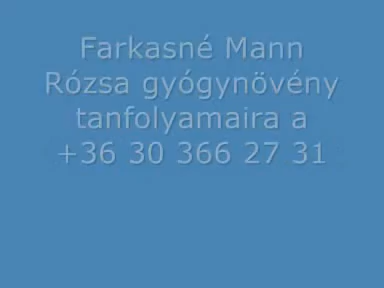 Farkasné Mann
Rózsa gyógynövény
tanfolyamaira a
+36 30 366 27 31